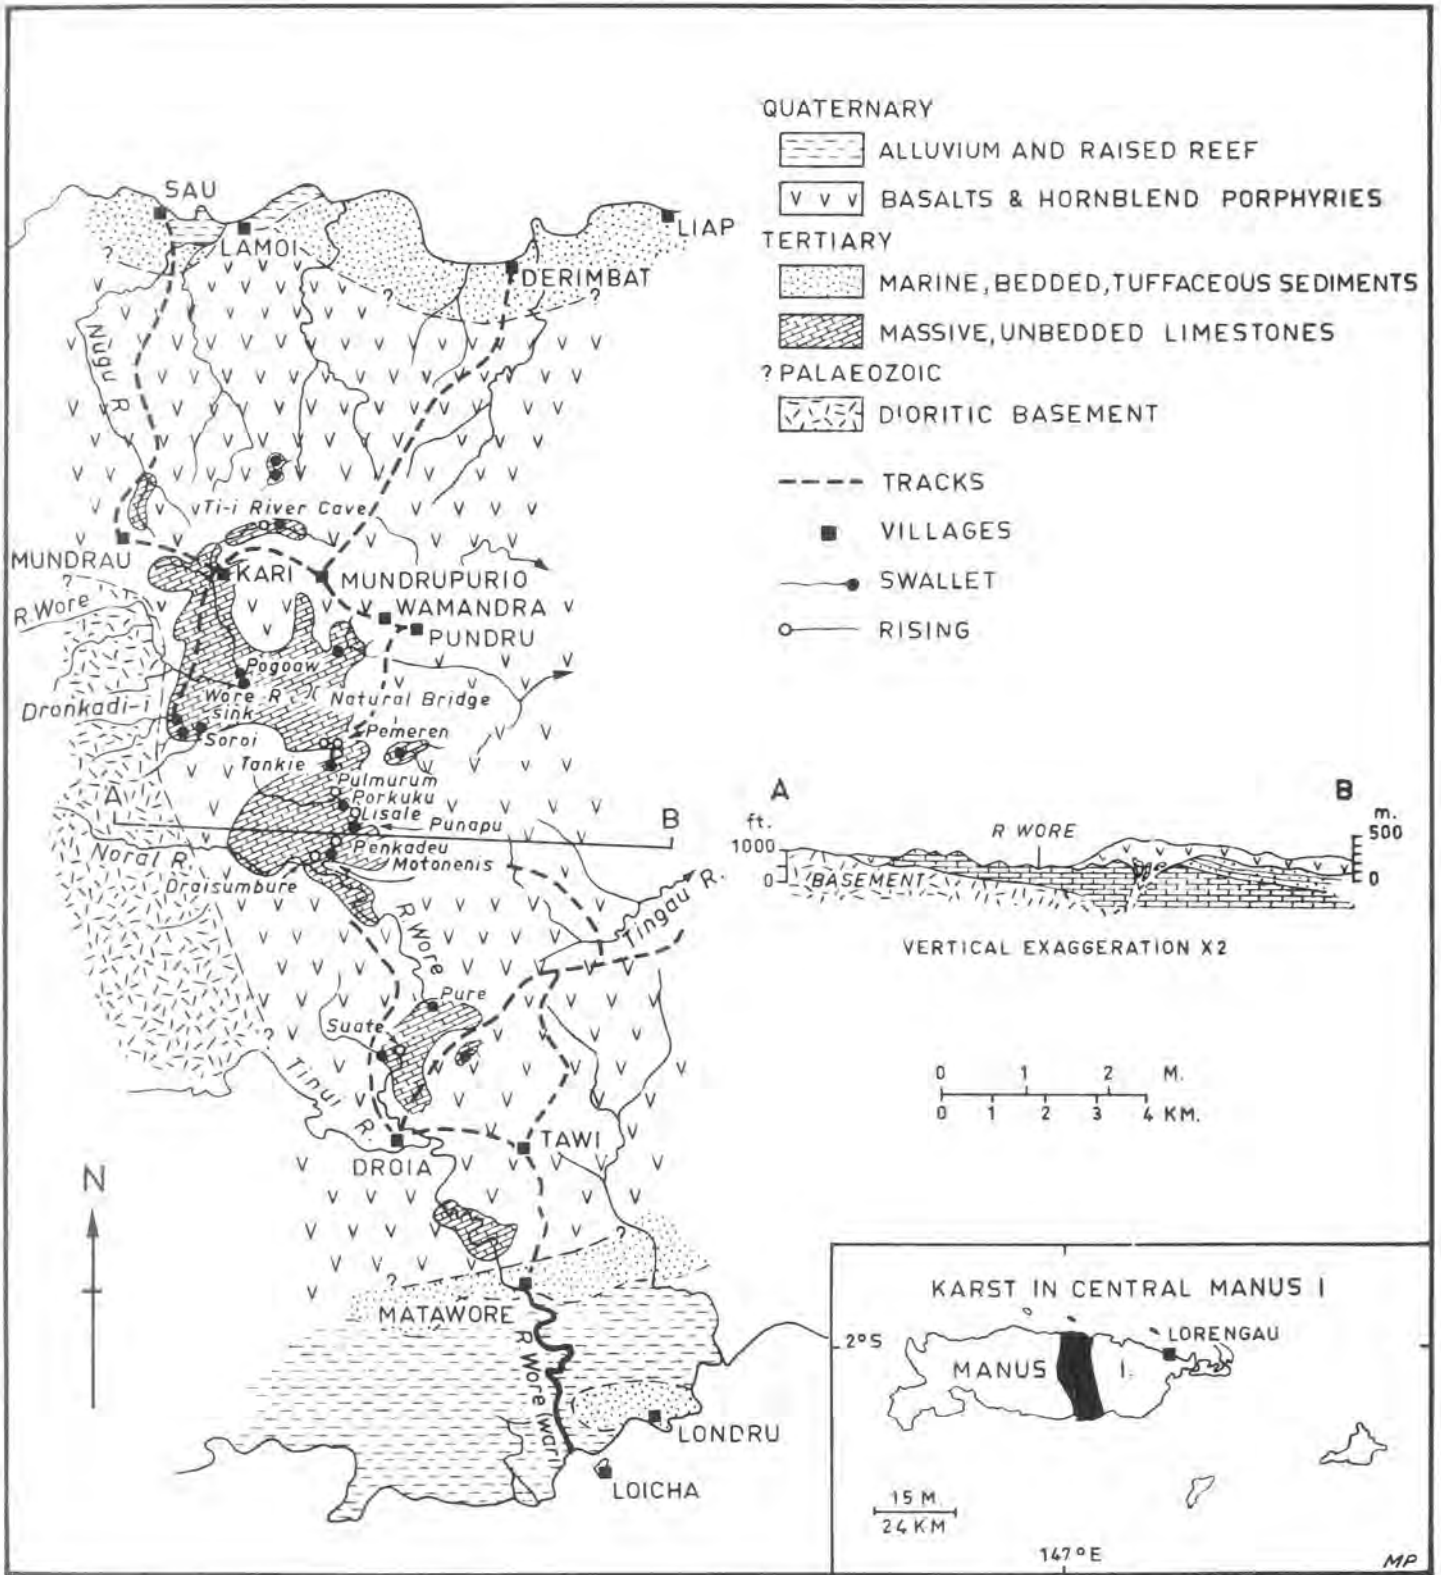 QUATERNARY
ALLUVIUM AND RAISED REEF
V V V BASALTS & HORNBLEND PORPHYRIES
TERTIARY
MARINE, BEDDED, TUFFACEOUS SEDIMENTS
MASSIVE, UNBEDDED LIMESTONES
? PALAEOZOIC
DIORITIC BASEMENT
TRACKS
VILLAGES
SWALLET
RISING
SAU
LAMOI
LIAP
DERIMBAT
?
?
?
Nugu R.
Ti-i River Cave
MUNDRAU
KARI
MUNDRUPURIO
WAMANDRA
PUNDRU
?
R. Wore
Pogoaw
Wore R
sink
Natural Bridge
Dronkadi-i
Soroi
Pemeren
Tankie
Pulmurum
Porkuku
Lisale
Punapu
A
B
Noral R.
Penkadeu
Motonenis
Draisumbure
R Wore
Tingau R.
Pure
Suate
?
Tinui R.
DROIA
TAWI
?
?
MATAWORE
R Wore (Wari)
LONDRU
LOICHA
N
A
B
ft.
m.
1000
500
R WORE
0
BASEMENT
0
VERTICAL EXAGGERATION X2
0 1 2 M.
0 1 2 3 4 KM.
KARST IN CENTRAL MANUS I
2°S
LORENGAU
MANUS I.
15 M.
24 KM
147°E
MP